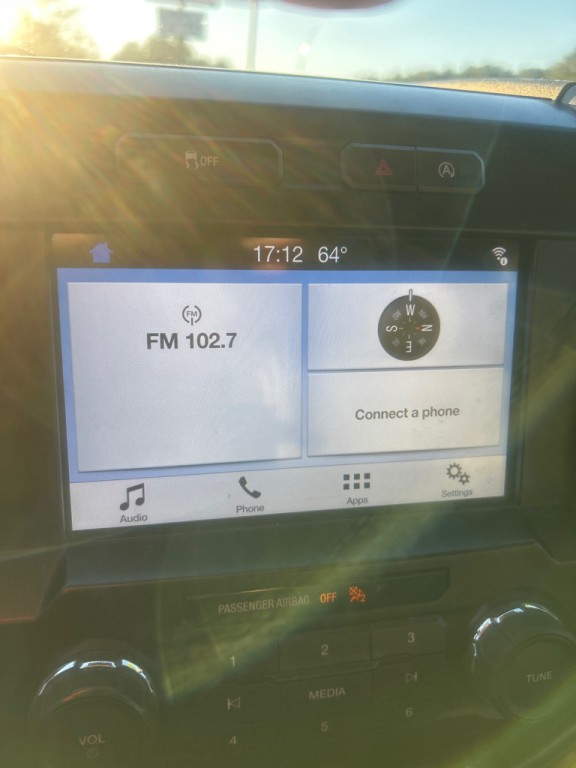 OFF
A
17:12 64°
FM
FM 102.7
W
S N
E
Connect a phone
Audio Phone Apps Settings
PASSENGER AIRBAG OFF 2
1 2 3
MEDIA TUNE
VOL 4 5 6